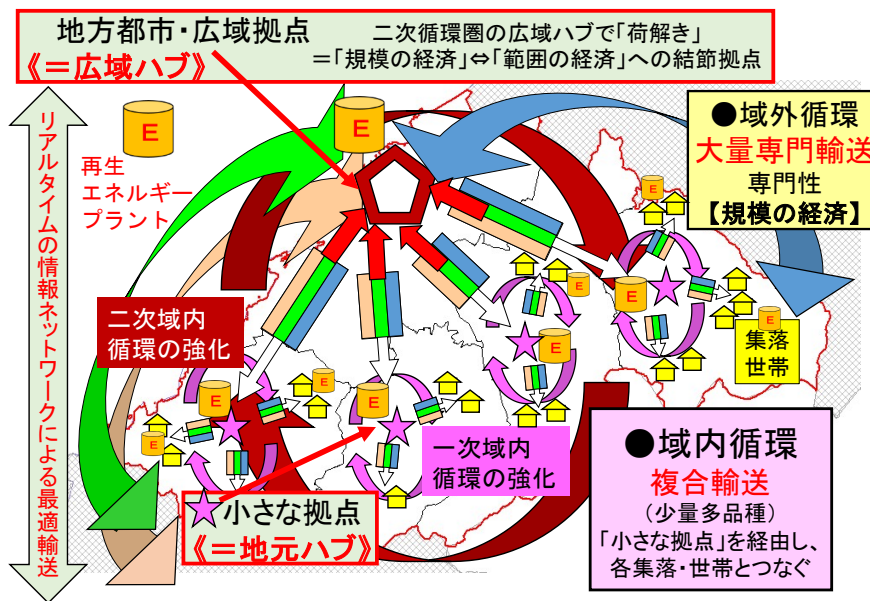 地方都市・広域拠点
《＝広域ハブ》
二次循環圏の広域ハブで「荷解き」
＝「規模の経済」⇔「範囲の経済」への結節拠点
リアルタイムの情報ネットワークによる最適輸送
E
再生
エネルギー
プラント
E
●域外循環
大量専門輸送
専門性
【規模の経済】
二次域内
循環の強化
E
E
E
E
E
E
E
E
E
E
集落
世帯
一次域内
循環の強化
小さな拠点
《＝地元ハブ》
●域内循環
複合輸送
（少量多品種）
「小さな拠点」を経由し、
各集落・世帯とつなぐ